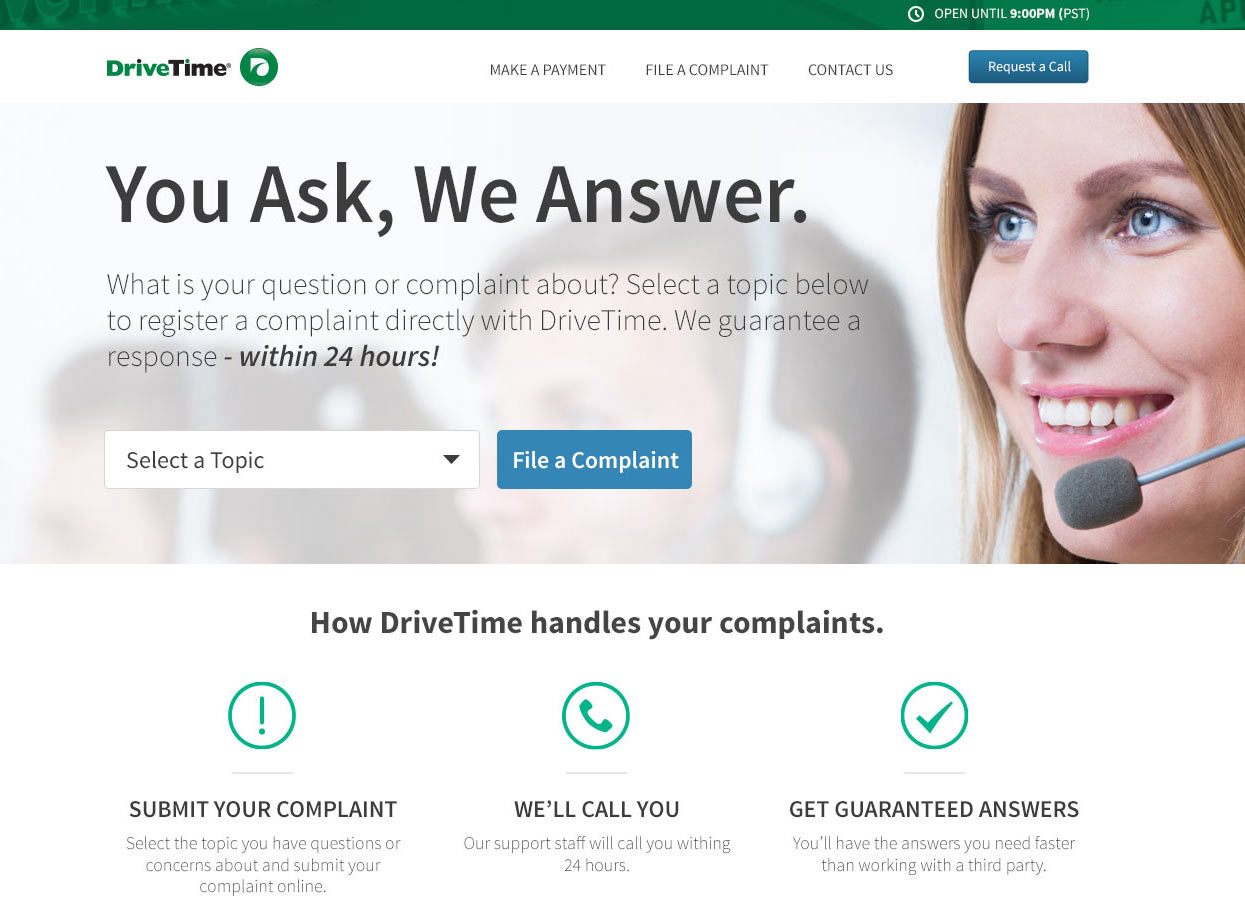 OPEN UNTIL 9:00PM (PST)
DriveTime®
MAKE A PAYMENT
FILE A COMPLAINT
CONTACT US
Request a Call
You Ask, We Answer.
What is your question or complaint about? Select a topic below
to register a complaint directly with DriveTime. We guarantee a
response - within 24 hours!
Select a Topic
File a Complaint
How DriveTime handles your complaints.
SUBMIT YOUR COMPLAINT
Select the topic you have questions or
concerns about and submit your
complaint online.
WE'LL CALL YOU
Our support staff will call you withing
24 hours.
GET GUARANTEED ANSWERS
You'll have the answers you need faster
than working with a third party.